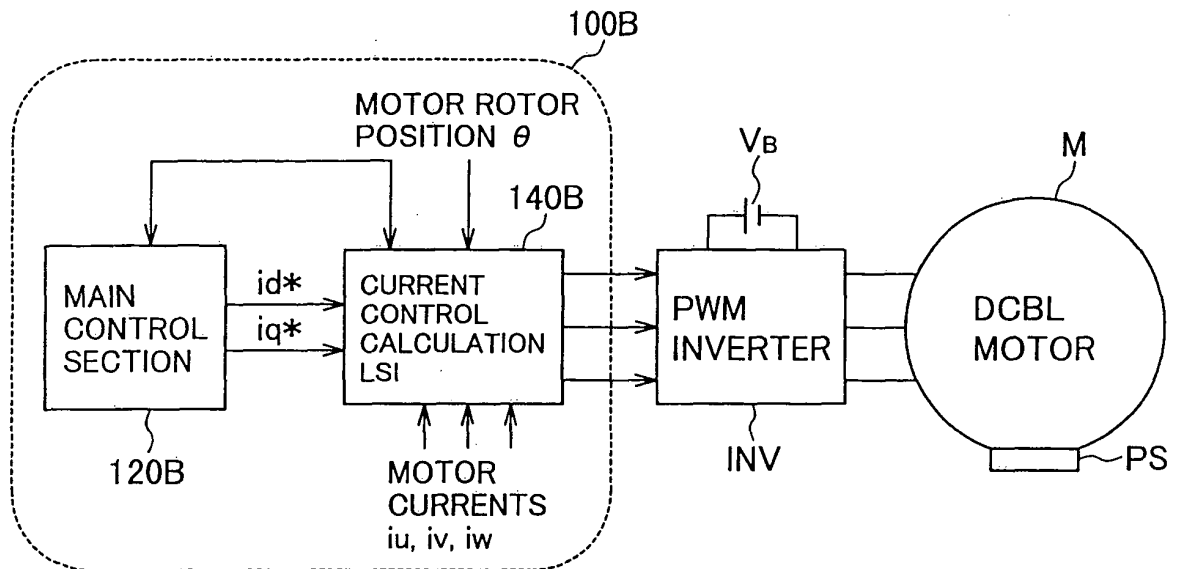 100B
MOTOR ROTOR
POSITION θ
VB
M
140B
MAIN
CONTROL
SECTION
id*
iq*
CURRENT
CONTROL
CALCULATION
LSI
PWM
INVERTER
DCBL
MOTOR
120B
MOTOR
CURRENTS
iu, iv, iw
INV
PS